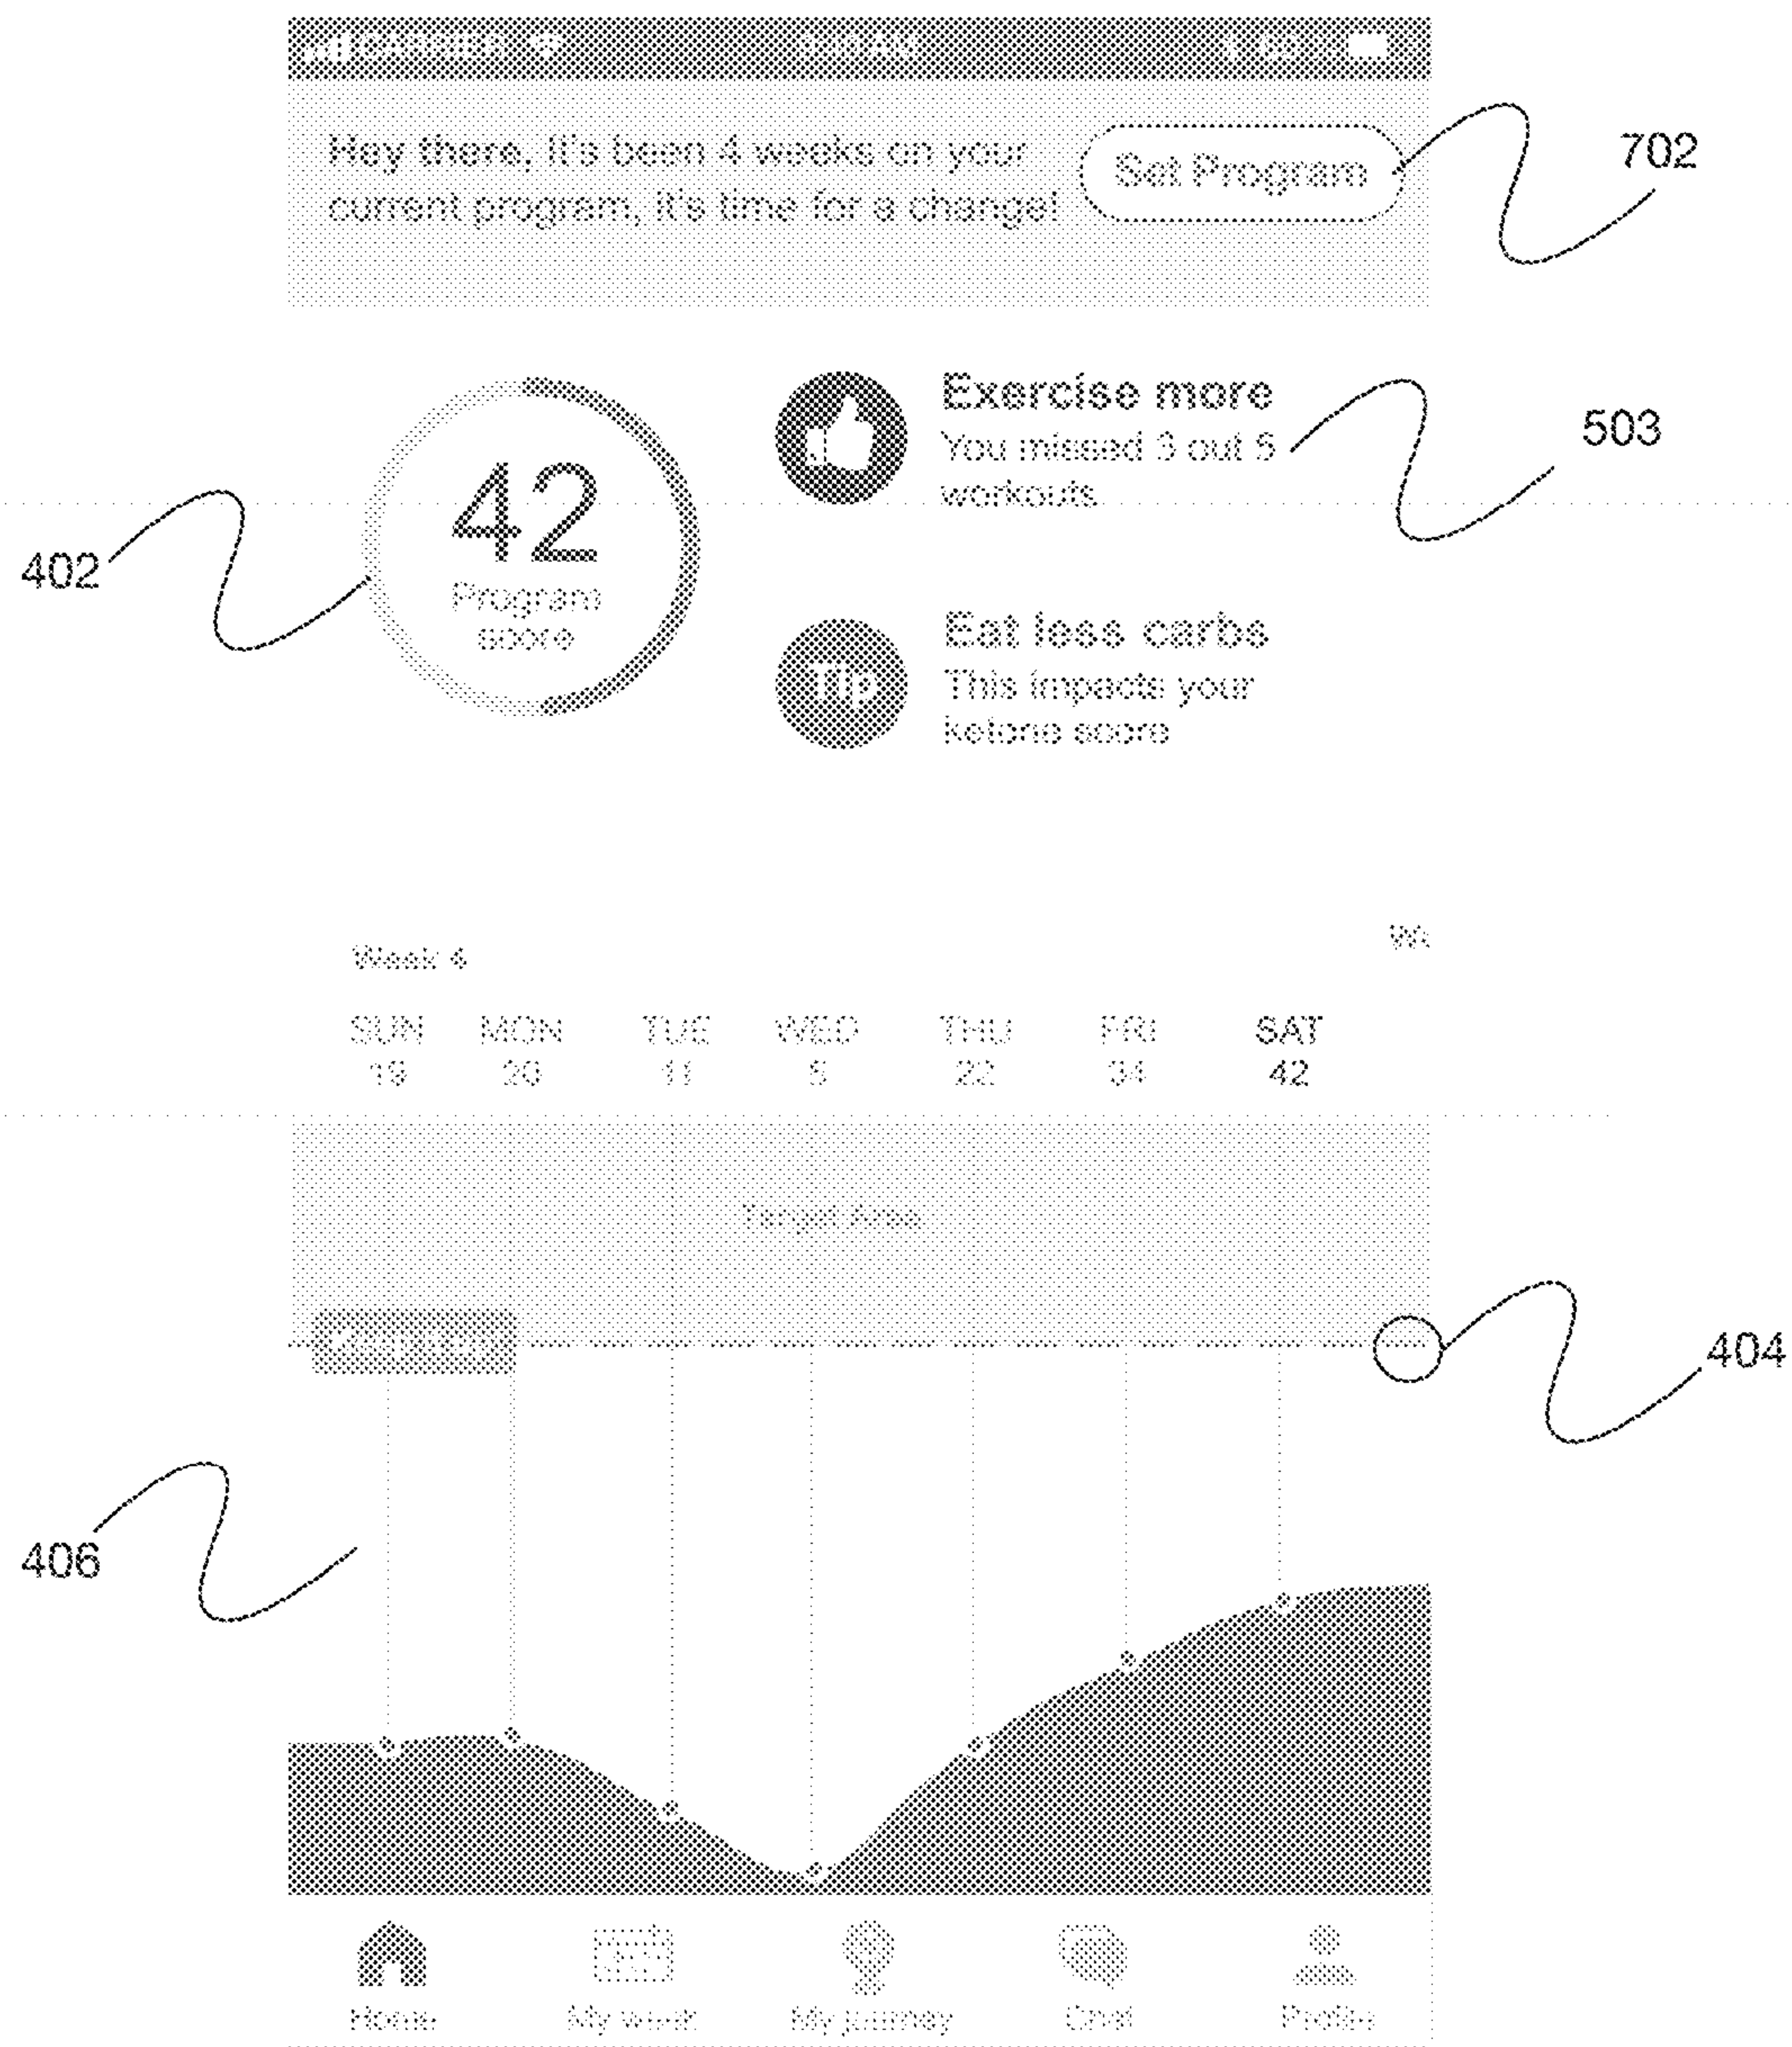 CARRIER
Hey there, it's been 4 weeks on your
current program, it's time for a change!
Set Program
702
Exercise more
You missed 3 out 5
workouts
503
42
Program
score
402
Tip
Eat less carbs
This impacts your
ketone score
Week 4
We
SUN MON TUE WED THU FRI SAT
19 20 11 5 22 34 42
Target Area
404
406
Home My week My journey Chat Profile